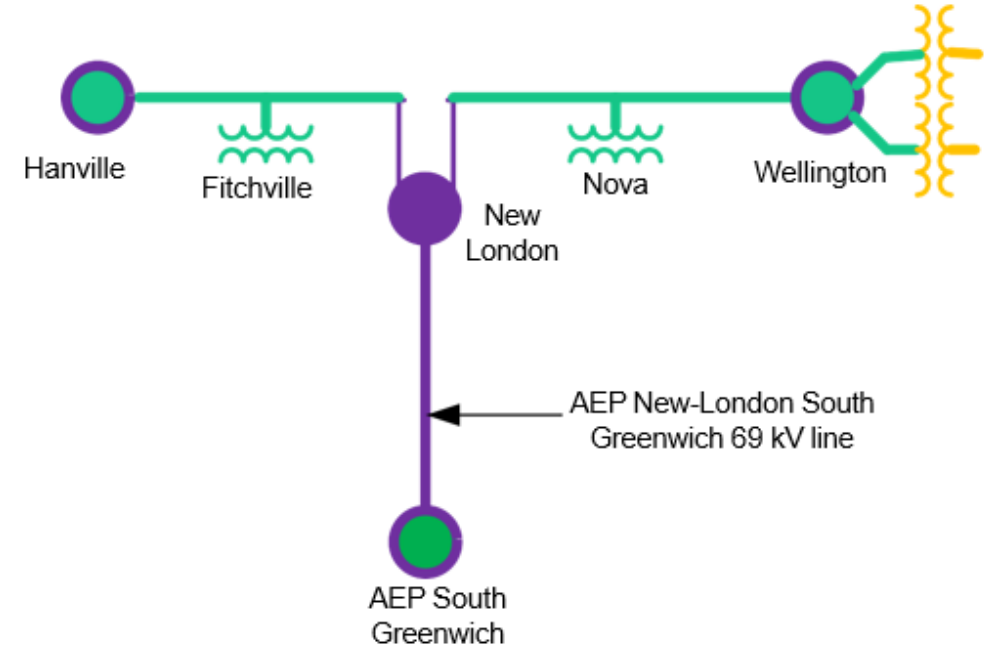 Hanville
Fitchville
New
London
Nova
Wellington
AEP New-London South
Greenwich 69 kV line
AEP South
Greenwich